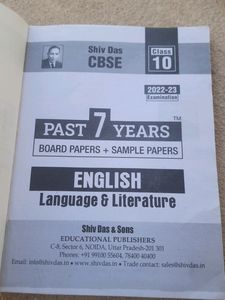 Shiv Das
CBSE
Class
10
2022-23
Examination
PAST 7 YEARS
TM
BOARD PAPERS + SAMPLE PAPERS
ENGLISH
Language & Literature
Shiv Das & Sons
EDUCATIONAL PUBLISHERS
C-8, Sector 6, NOIDA, Uttar Pradesh-201 301
Phones: +91 99100 55604, 78400 40400
Email: info@shivdas.in • www.shivdas.in • Trade contact: sales@shivdas.in